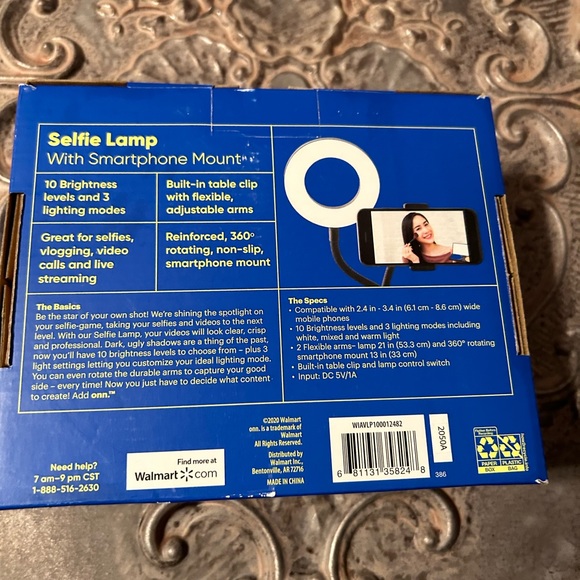 Selfie Lamp
With Smartphone Mount
10 Brightness
levels and 3
lighting modes
Built-in table clip
with flexible,
adjustable arms
Great for selfies,
vlogging, video
calls and live
streaming
Reinforced, 360°
rotating, non-slip,
smartphone mount
The Basics
Be the star of your own shot! We're shining the spotlight on
your selfie-game, taking your selfies and videos to the next
level. With our Selfie Lamp, your videos will look clear, crisp
and professional. Dark, ugly shadows are a thing of the past,
now you'll have 10 brightness levels to choose from – plus 3
light settings letting you customize your ideal lighting mode.
You can even rotate the durable arms to capture your good
side – every time! Now you just have to decide what content
to create! Add onn.™
The Specs
• Compatible with 2.4 in - 3.4 in (6.1 cm - 8.6 cm) wide
mobile phones
• 10 Brightness levels and 3 lighting modes including
white, mixed and warm light
• 2 Flexible arms– lamp 21 in (53.3 cm) and 360° rotating
smartphone mount 13 in (33 cm)
• Built-in table clip and lamp control switch
• Input: DC 5V/1A
Need help?
7 am–9 pm CST
1-888-516-2630
Find more at
Walmart.com
©2020 Walmart
onn. is a trademark of
Walmart
All Rights Reserved.
Distributed by
Walmart Inc.,
Bentonville, AR 72716
MADE IN CHINA
WIAVLP100012482
6 81131 35824 8
2050A
386
PAPER
BOX
PLASTIC
BAG